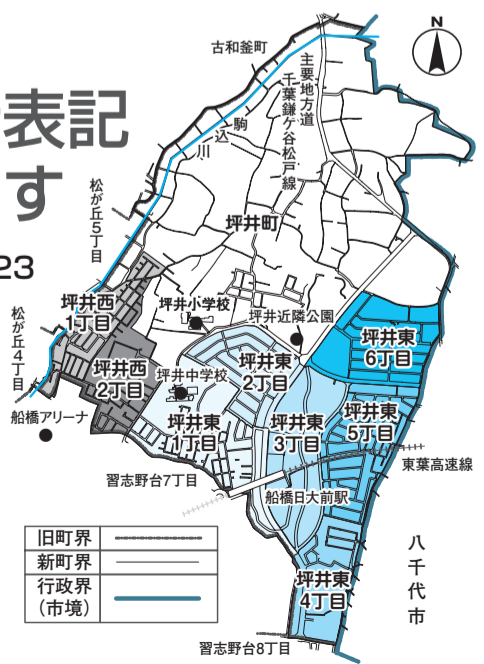 N
古和釜町
表記
す
23
主要地方道
千葉鎌ケ谷松戸線
駒込川
松が丘5丁目
坪井町
坪井西
1丁目
坪井小学校
坪井近隣公園
松が丘4丁目
坪井西
2丁目
坪井中学校
坪井東
2丁目
坪井東
6丁目
船橋アリーナ
坪井東
1丁目
坪井東
3丁目
坪井東
5丁目
習志野台7丁目
東葉高速線
船橋日大前駅
旧町界
新町界
行政界
(市境)
坪井東
4丁目
八千代市
習志野台8丁目